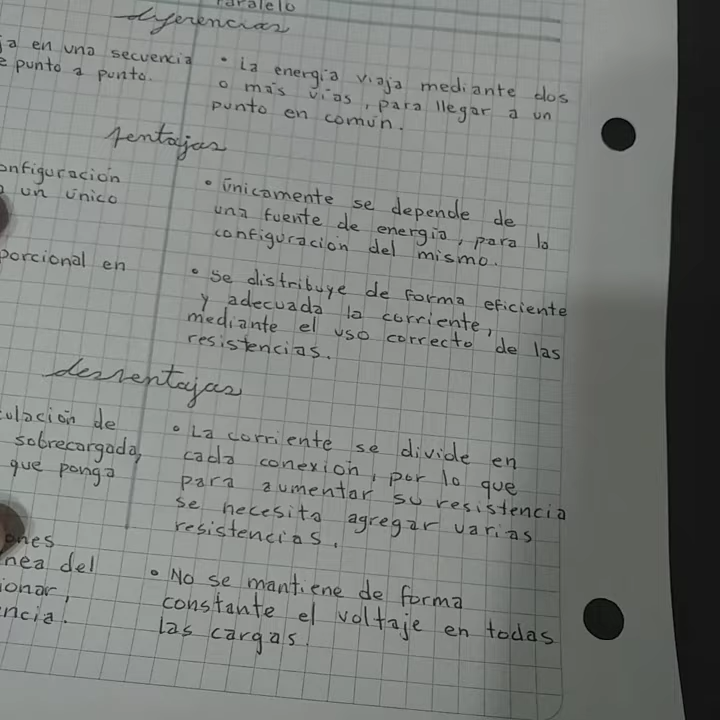 Paralelo
diferencias
ja en una secuencia
e punto a punto.
• La energía viaja mediante dos
o más vías, para llegar a un
punto en común.
ventajas
onfiguración
un único
porcional en
• únicamente se depende de
una fuente de energía, para la
configuración del mismo.
• Se distribuye de forma eficiente
y adecuada la corriente,
mediante el uso correcto de las
resistencias.
desventajas
ulación de
sobrecargada,
que ponga
ones
nea del
ionar,
ncia.
• La corriente se divide en
cada conexión, por lo que
para aumentar su resistencia
se necesita agregar varias
resistencias.
• No se mantiene de forma
constante el voltaje en todas
las cargas.